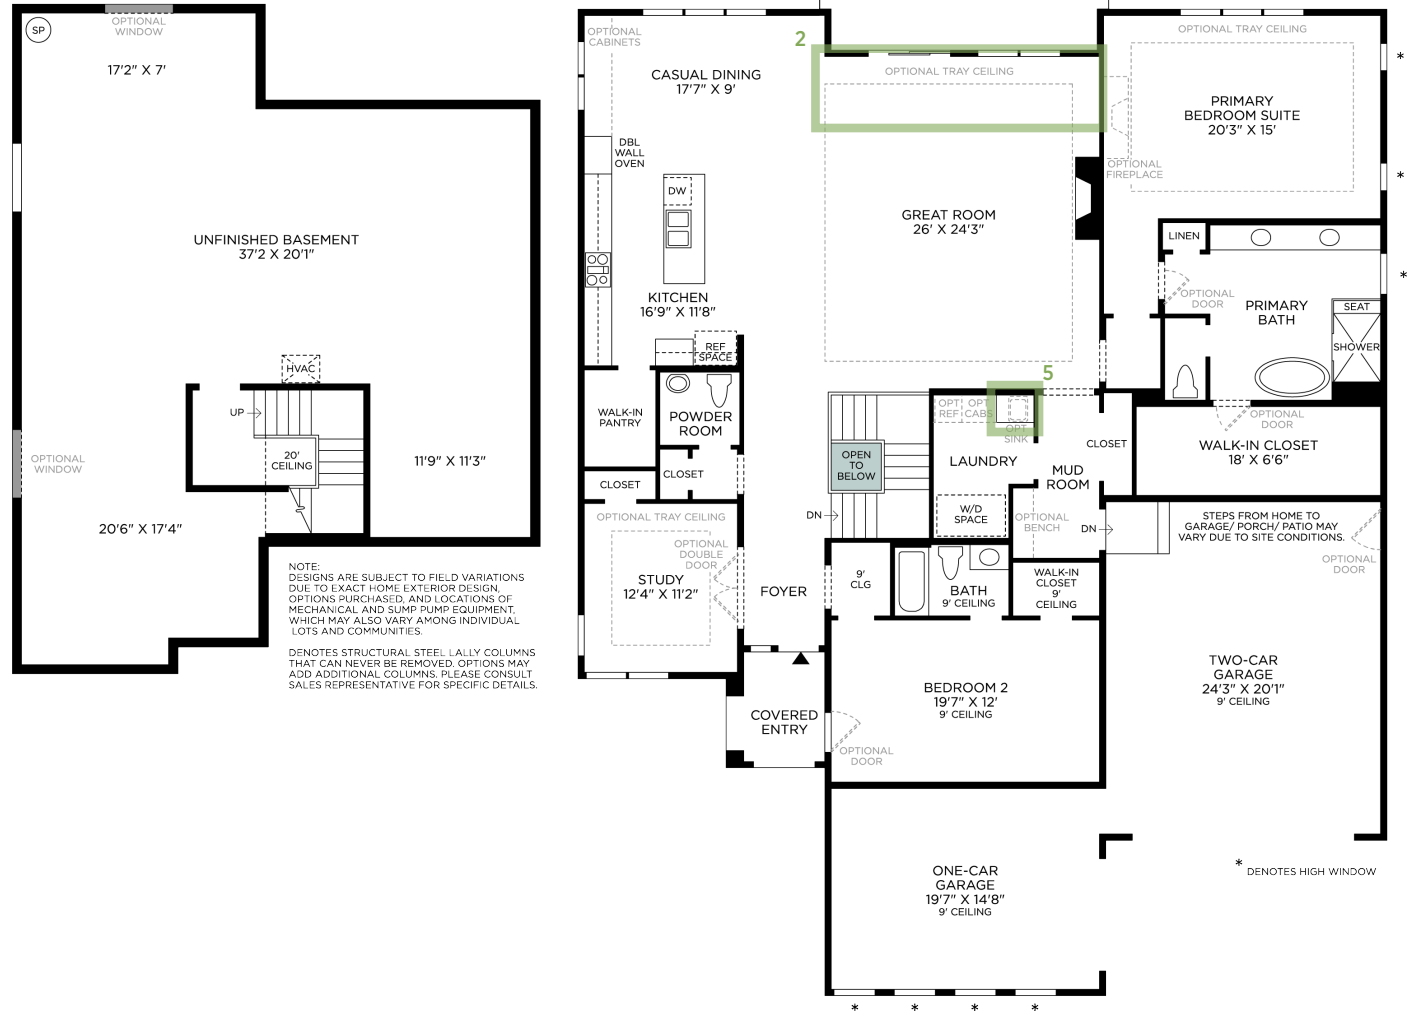 SP
OPTIONAL
WINDOW
17'2" X 7'
UNFINISHED BASEMENT
37'2 X 20'1"
HVAC
UP
20'
CEILING
OPTIONAL
WINDOW
11'9" X 11'3"
20'6" X 17'4"
NOTE:
DESIGNS ARE SUBJECT TO FIELD VARIATIONS
DUE TO EXACT HOME EXTERIOR DESIGN,
OPTIONS PURCHASED, AND LOCATIONS OF
MECHANICAL AND SUMP PUMP EQUIPMENT,
WHICH MAY ALSO VARY AMONG INDIVIDUAL
LOTS AND COMMUNITIES.
DENOTES STRUCTURAL STEEL LALLY COLUMNS
THAT CAN NEVER BE REMOVED. OPTIONS MAY
ADD ADDITIONAL COLUMNS. PLEASE CONSULT
SALES REPRESENTATIVE FOR SPECIFIC DETAILS.
OPTIONAL
CABINETS
CASUAL DINING
17'7" X 9'
2
OPTIONAL TRAY CEILING
OPTIONAL TRAY CEILING
PRIMARY
BEDROOM SUITE
20'3" X 15'
*
*
*
DBL
WALL
OVEN
DW
OPTIONAL
FIREPLACE
GREAT ROOM
26' X 24'3"
LINEN
OPTIONAL
DOOR
PRIMARY
BATH
SEAT
SHOWER
KITCHEN
16'9" X 11'8"
REF
SPACE
5
WALK-IN
PANTRY
POWDER
ROOM
OPT
REF
OPT
CABS
OPT
SINK
OPTIONAL
DOOR
CLOSET
WALK-IN CLOSET
18' X 6'6"
OPEN
TO
BELOW
LAUNDRY
MUD
ROOM
CLOSET
CLOSET
W/D
SPACE
OPTIONAL
BENCH
DN
DN
STEPS FROM HOME TO
GARAGE/ PORCH/ PATIO MAY
VARY DUE TO SITE CONDITIONS.
OPTIONAL
DOOR
OPTIONAL TRAY CEILING
OPTIONAL
DOUBLE
DOOR
STUDY
12'4" X 11'2"
FOYER
9'
CLG
BATH
9' CEILING
WALK-IN
CLOSET
9'
CEILING
TWO-CAR
GARAGE
24'3" X 20'1"
9' CEILING
BEDROOM 2
19'7" X 12'
9' CEILING
COVERED
ENTRY
OPTIONAL
DOOR
ONE-CAR
GARAGE
19'7" X 14'8"
9' CEILING
* DENOTES HIGH WINDOW
* * * *